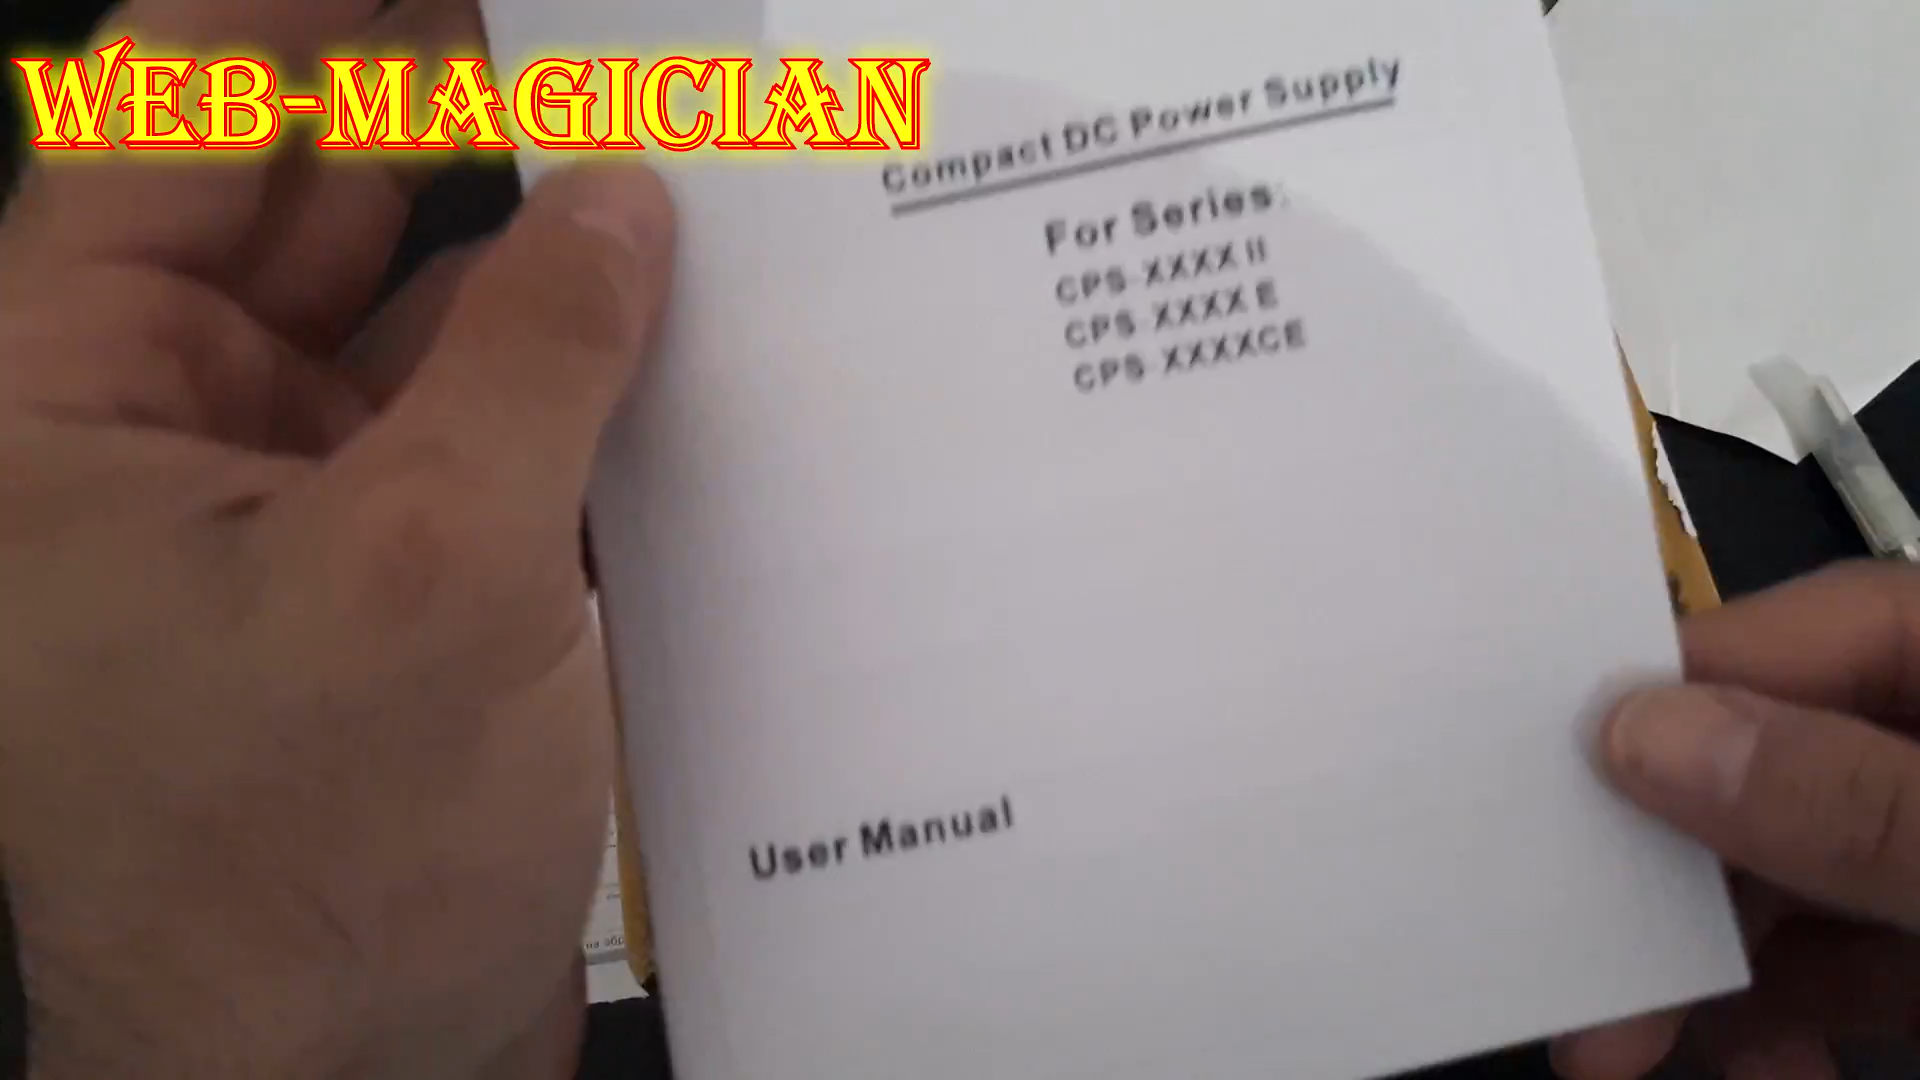 WEB-MAGICIAN
Compact DC Power Supply
For Series:
CPS-XXXX II
CPS-XXXX E
CPS-XXXXCE
User Manual